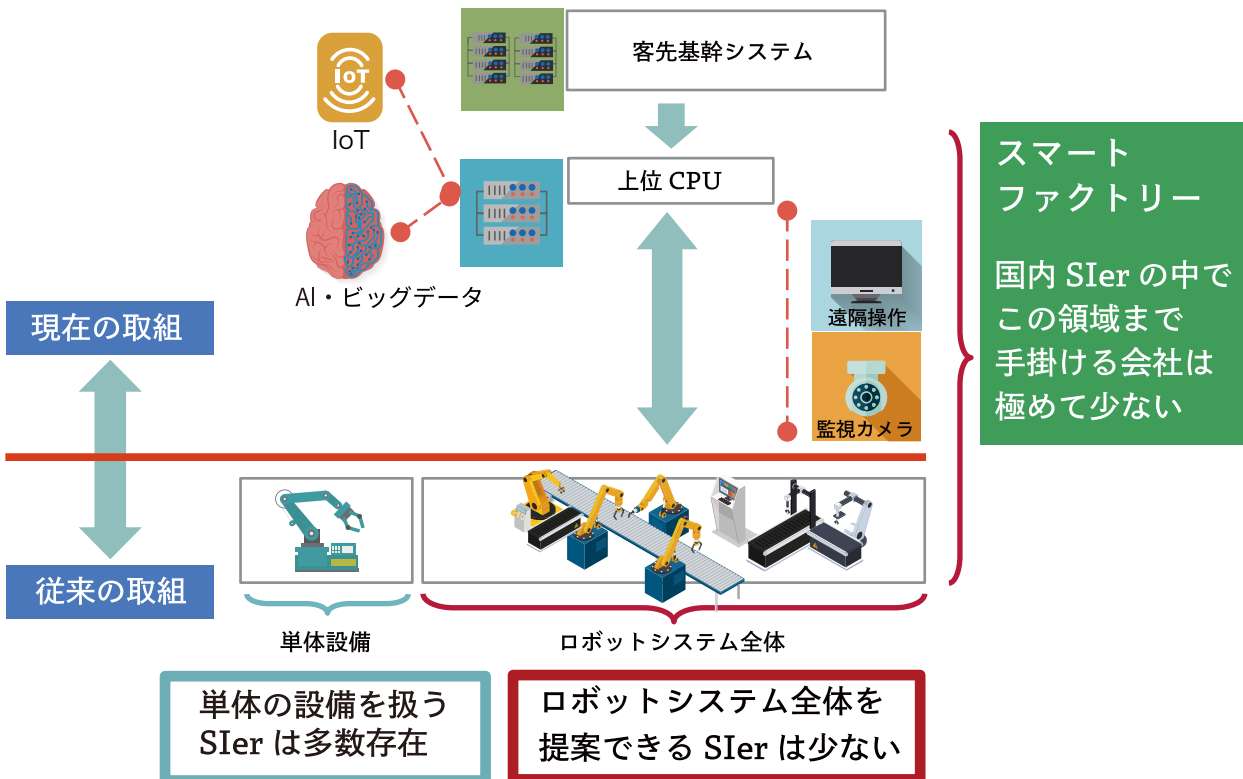 客先基幹システム
IoT
IoT
上位 CPU
AI・ビッグデータ
遠隔操作
監視カメラ
スマート
ファクトリー
国内 SIer の中で
この領域まで
手掛ける会社は
極めて少ない
現在の取組
従来の取組
単体設備
ロボットシステム全体
単体の設備を扱う
SIer は多数存在
ロボットシステム全体を
提案できる SIer は少ない